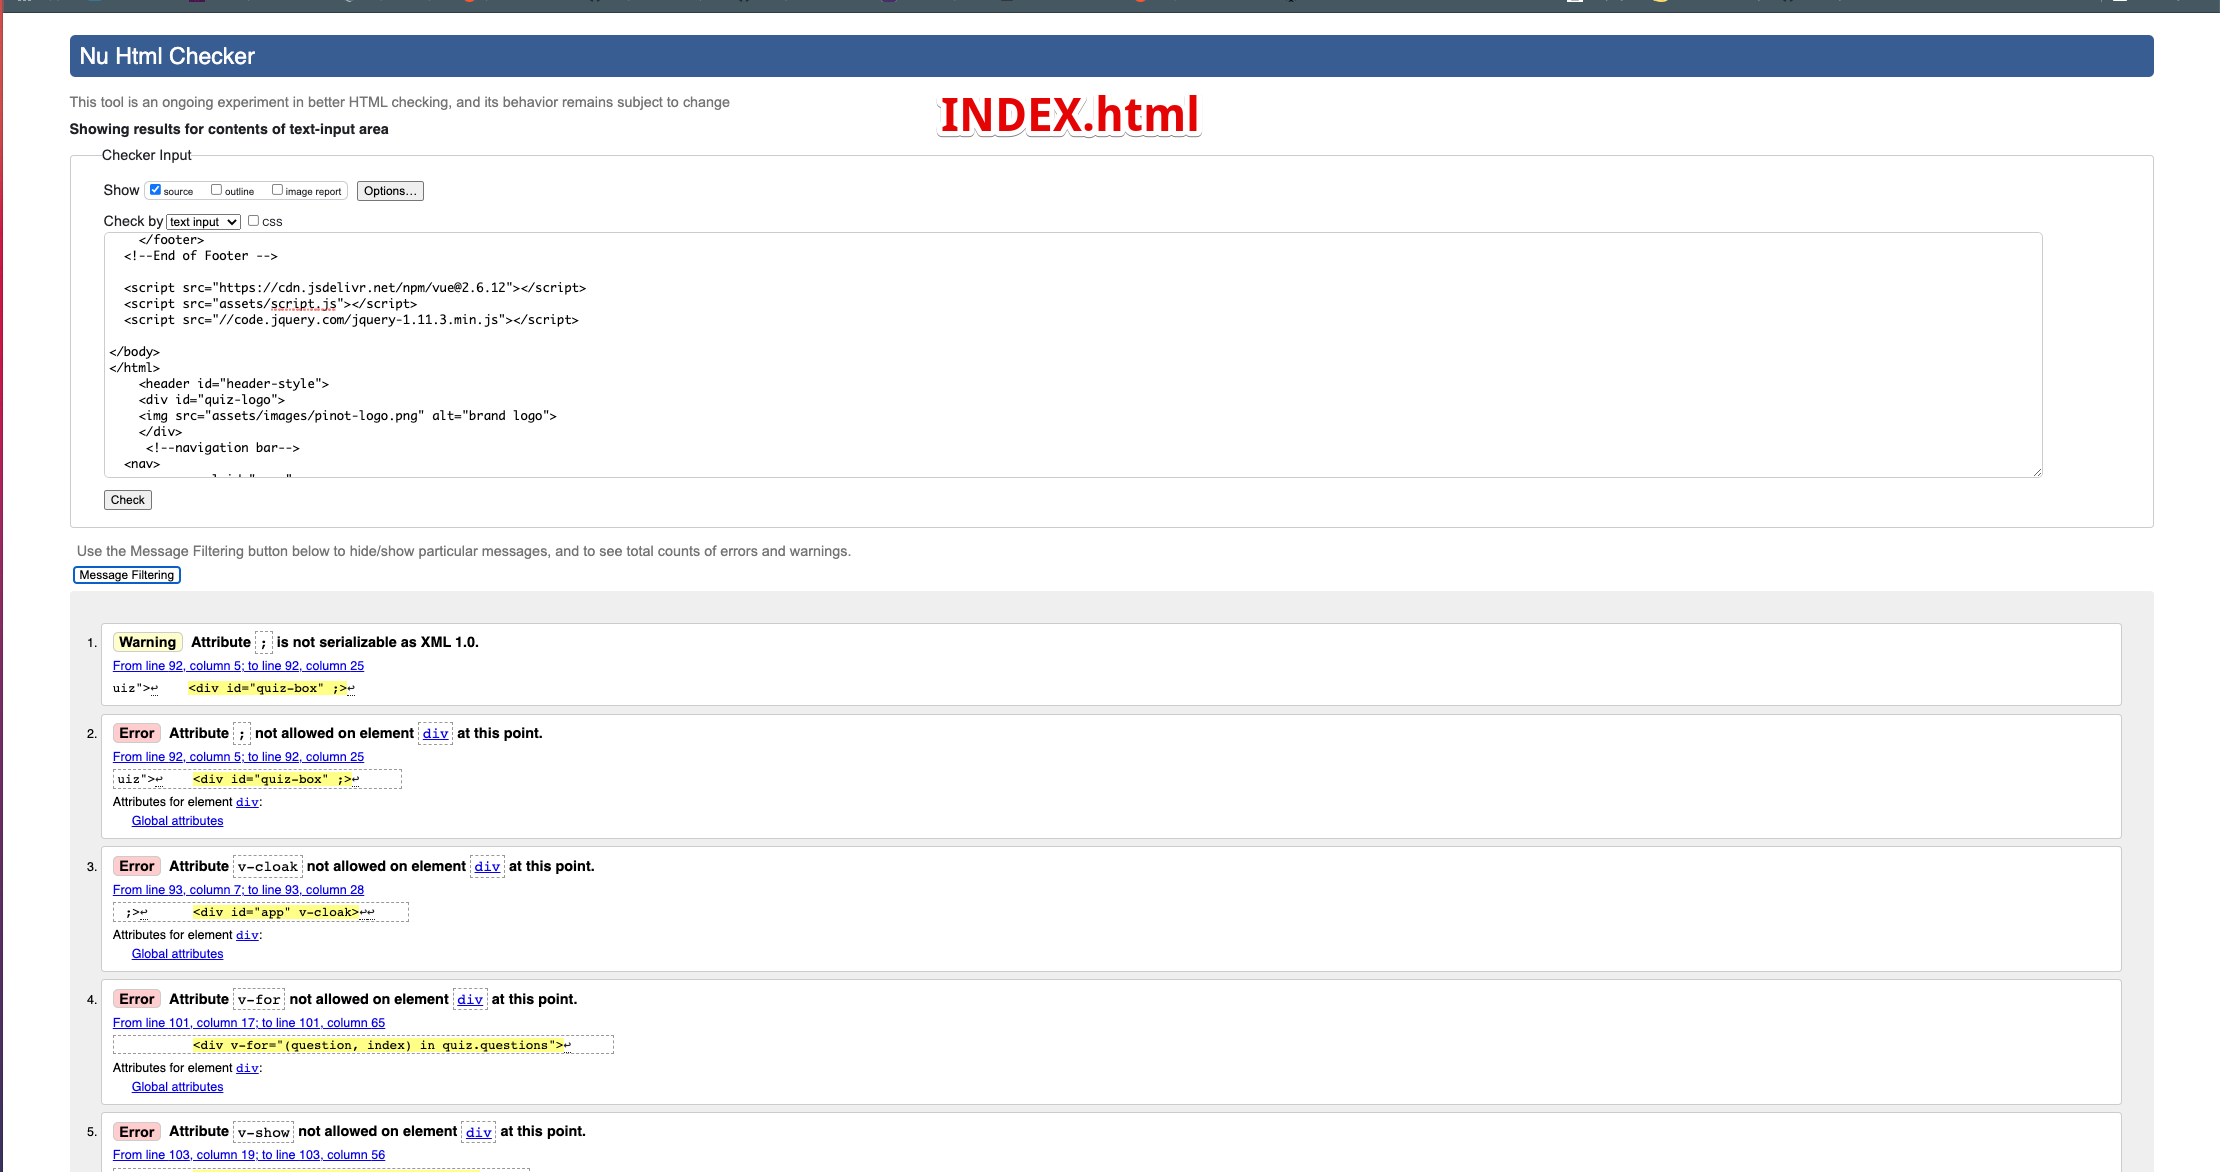 Nu Html Checker
This tool is an ongoing experiment in better HTML checking, and its behavior remains subject to change
INDEX.html
Showing results for contents of text-input area
Checker Input
Show source outline image report Options...
Check by text input CSS
</footer>
<!--End of Footer -->
<script src="https://cdn.jsdelivr.net/npm/vue@2.6.12"></script>
<script src="assets/script.js"></script>
<script src="//code.jquery.com/jquery-1.11.3.min.js"></script>
</body>
</html>
<header id="header-style">
<div id="quiz-logo">
<img src="assets/images/pinot-logo.png" alt="brand logo">
</div>
<!--navigation bar-->
<nav>
Check
Use the Message Filtering button below to hide/show particular messages, and to see total counts of errors and warnings.
Message Filtering
1. Warning Attribute ; is not serializable as XML 1.0.
From line 92, column 5; to line 92, column 25
uiz">↩ <div id="quiz-box" ;>↩
2. Error Attribute ; not allowed on element div at this point.
From line 92, column 5; to line 92, column 25
uiz">↩ <div id="quiz-box" ;>↩
Attributes for element div:
Global attributes
3. Error Attribute v-cloak not allowed on element div at this point.
From line 93, column 7; to line 93, column 28
;>↩ <div id="app" v-cloak>↩↩
Attributes for element div:
Global attributes
4. Error Attribute v-for not allowed on element div at this point.
From line 101, column 17; to line 101, column 65
<div v-for="(question, index) in quiz.questions">↩
Attributes for element div:
Global attributes
5. Error Attribute v-show not allowed on element div at this point.
From line 103, column 19; to line 103, column 56